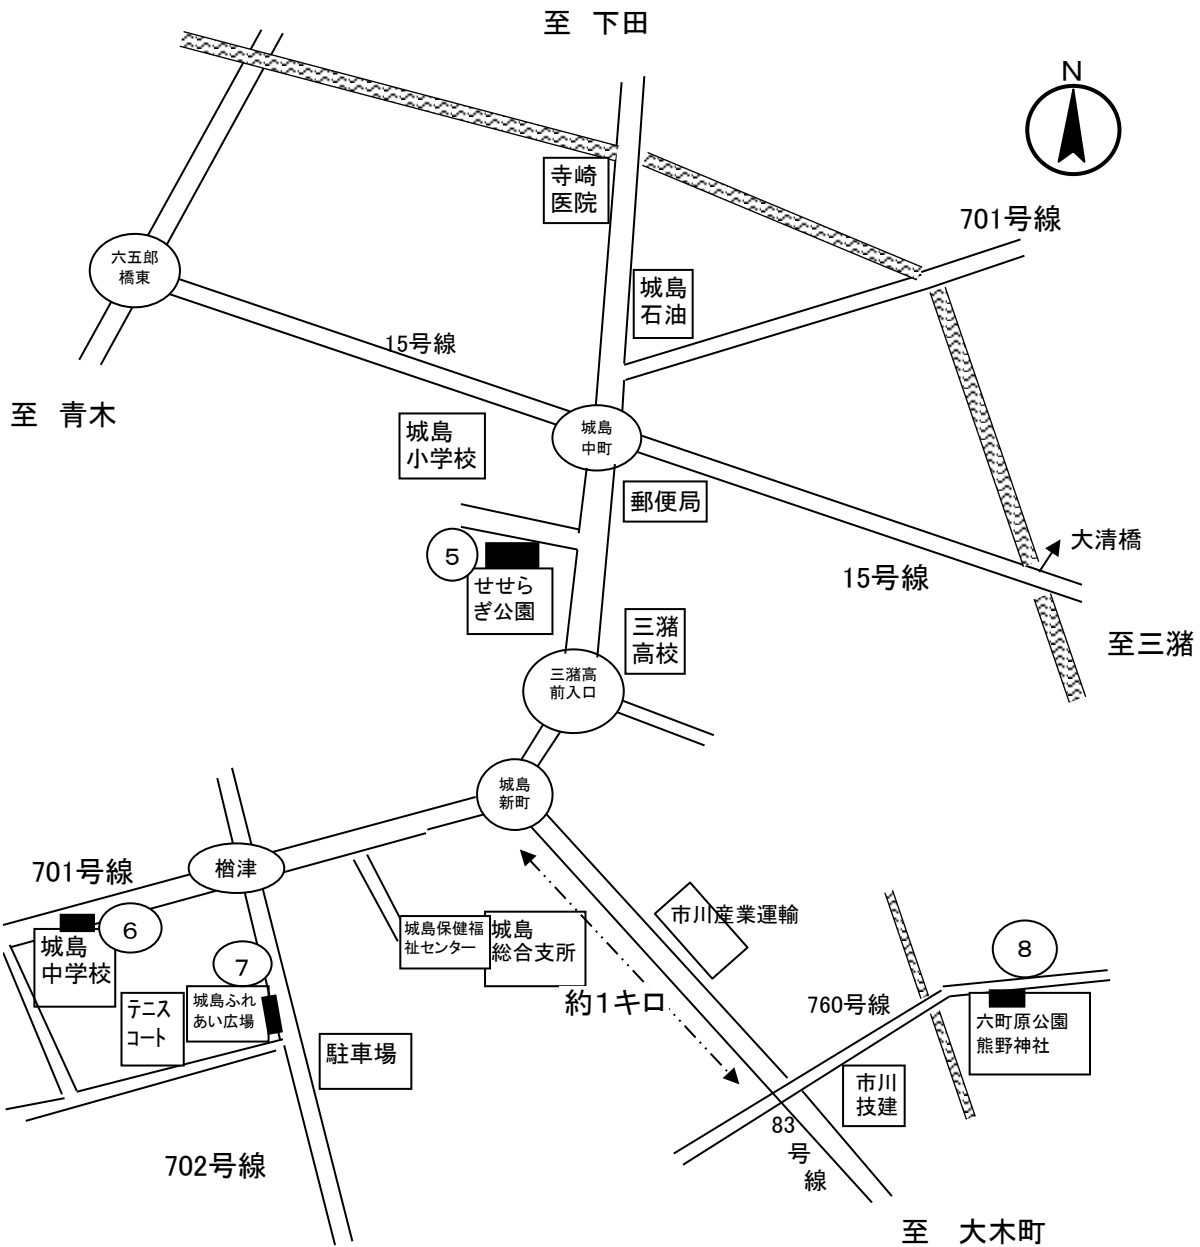 至 下田
N
寺崎
医院
701号線
六五郎
橋東
城島
石油
15号線
至 青木
城島
小学校
城島
中町
郵便局
大清橋
5
15号線
せせら
ぎ公園
三潴
高校
至三潴
三潴高
前入口
城島
新町
701号線
楢津
6
城島
中学校
7
城島保健福
祉センター
城島
総合支所
市川産業運輸
8
テニス
コート
城島ふれ
あい広場
約1キロ
760号線
六町原公園
熊野神社
駐車場
市川
技建
83
号
線
702号線
至 大木町